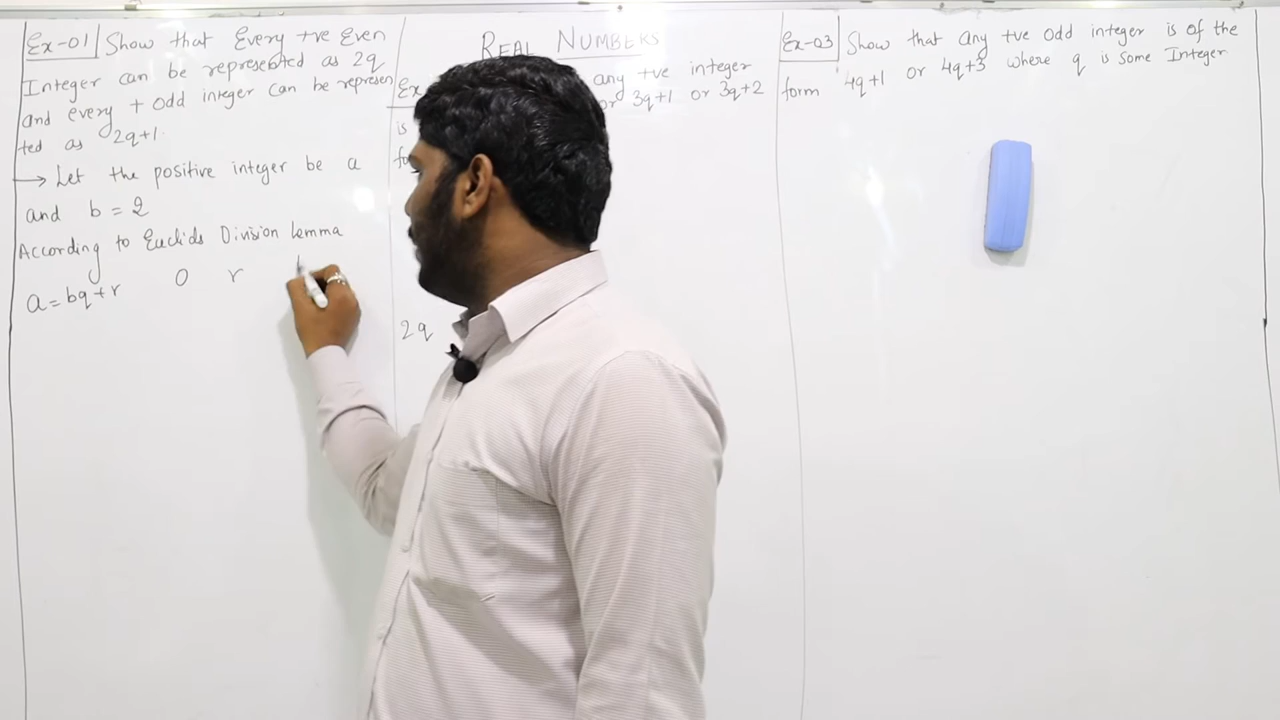 Ex-01 Show that Every +ve Even
Integer can be represented as 2q
and every + odd integer can be represen
ted as 2q+1.
→ Let the positive integer be a
and b = 2
According to Euclids Division lemma
a = bq + r 0 r
REAL NUMBERS
Ex any +ve integer
is or 3q+1 or 3q+2
2q
Ex-03 Show that any +ve odd integer is of the
form 4q+1 or 4q+3 where q is some Integer